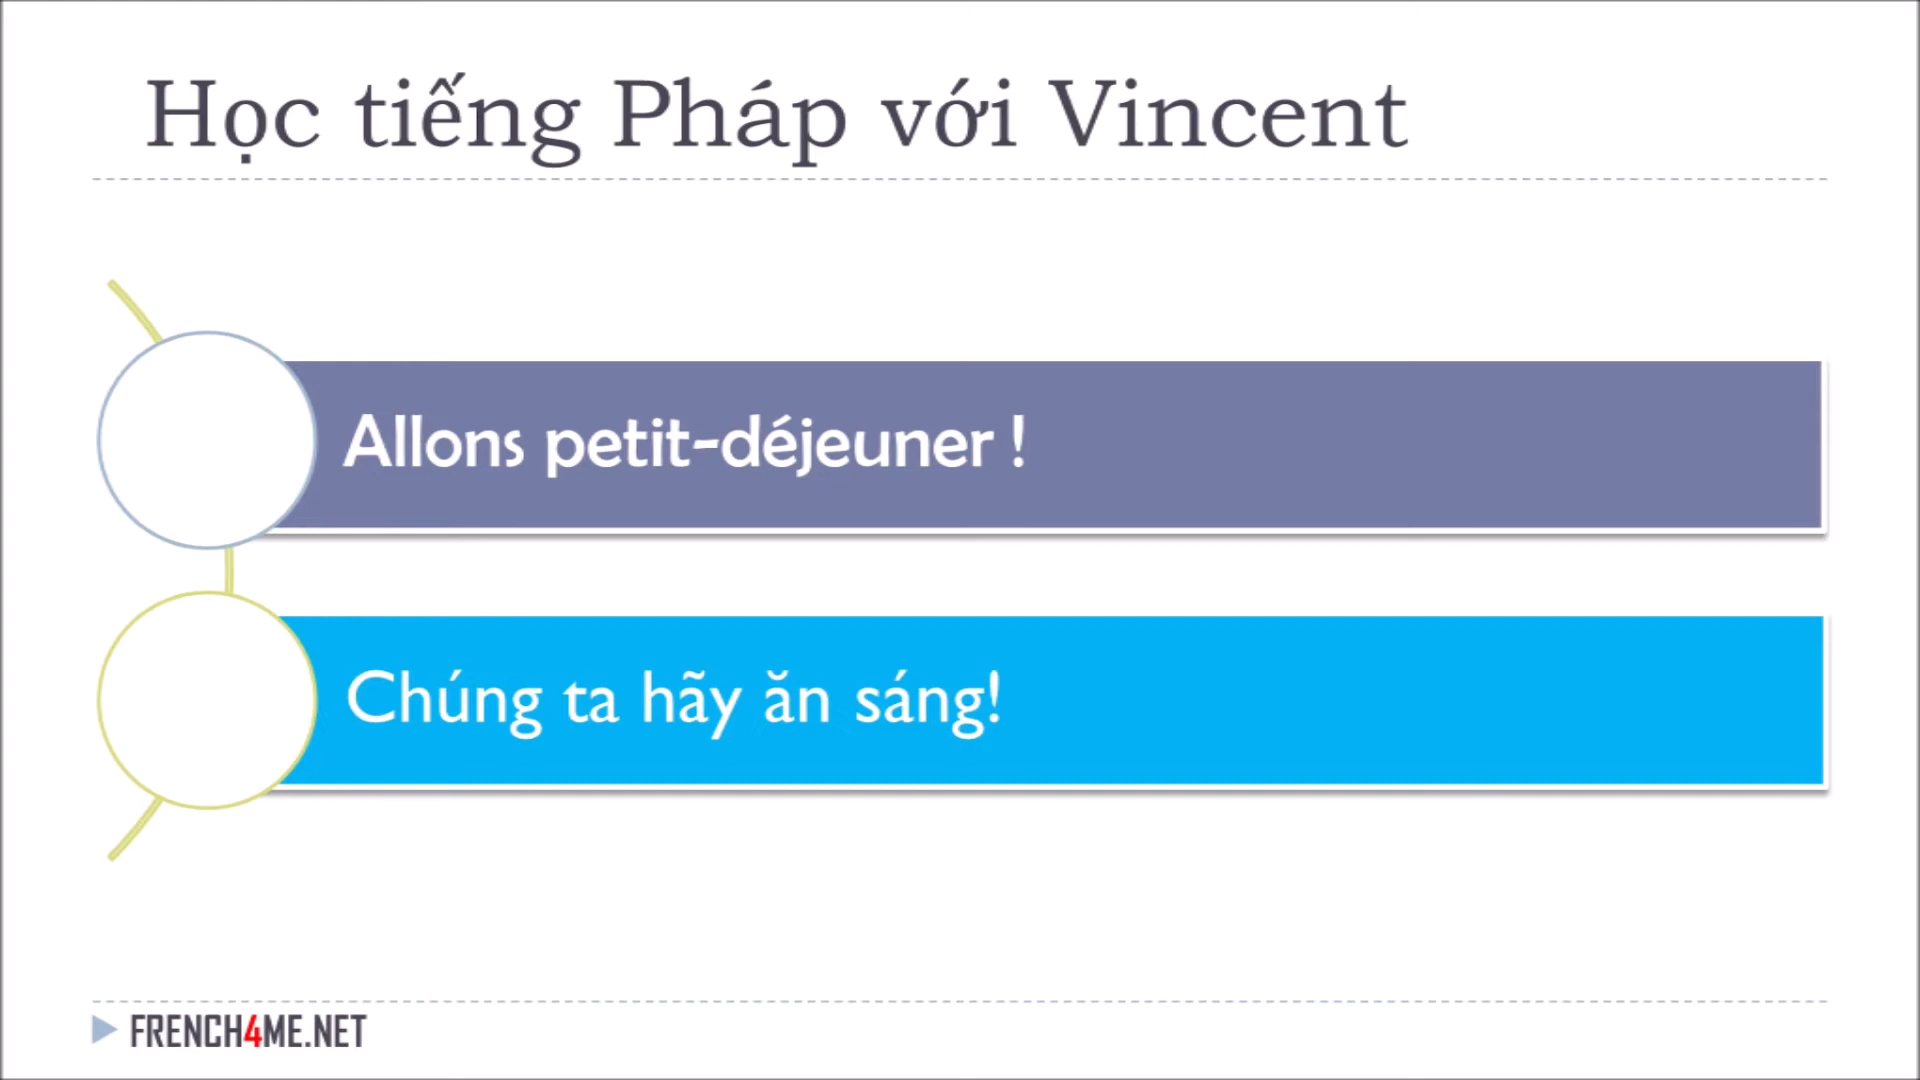 Học tiếng Pháp với Vincent
Allons petit-déjeuner !
Chúng ta hãy ăn sáng!
FRENCH4ME.NET